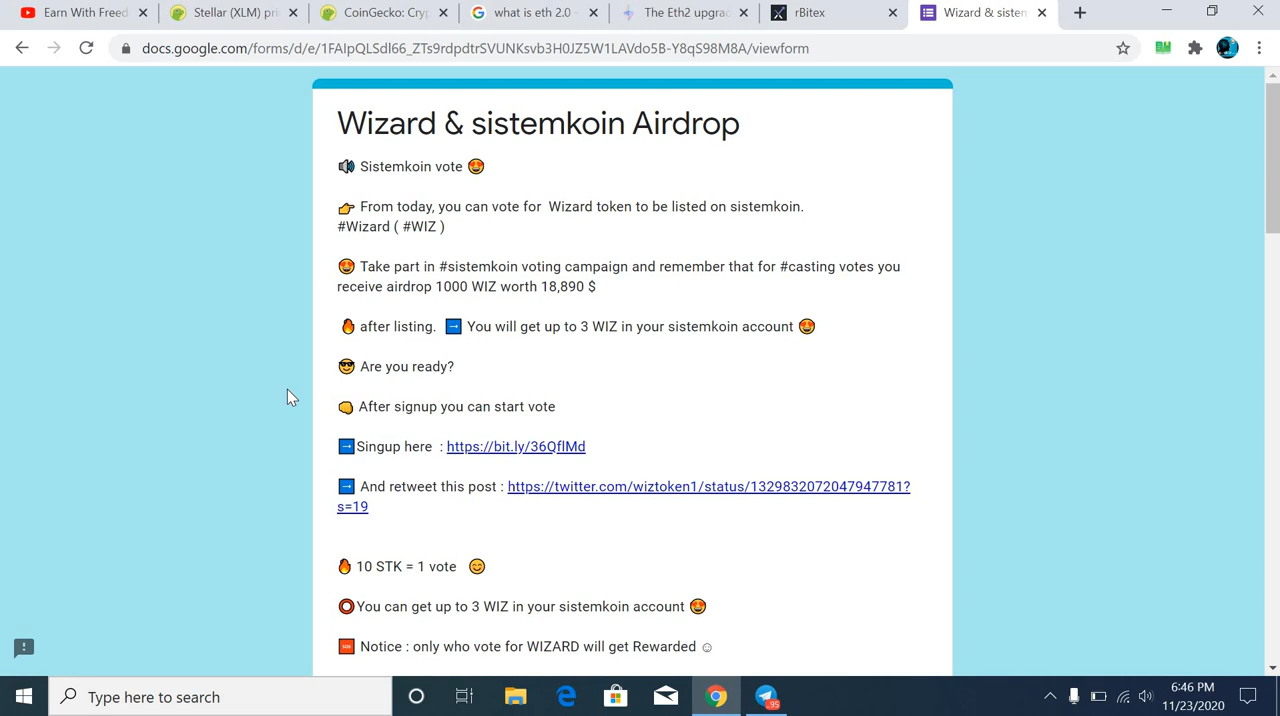 Earn With Freed
Stellar (XLM) pri
CoinGecko Cry
what is eth 2.0 -
The Eth2 upgrad
rBitex
Wizard & sistem
docs.google.com/forms/d/e/1FAIpQLSdl66_ZTs9rdpdtrSVUNKsvb3H0JZ5W1LAVdo5B-Y8qS98M8A/viewform
Wizard & sistemkoin Airdrop
🔊 Sistemkoin vote 😍
👉 From today, you can vote for Wizard token to be listed on sistemkoin.
#Wizard ( #WIZ )
😍 Take part in #sistemkoin voting campaign and remember that for #casting votes you
receive airdrop 1000 WIZ worth 18,890 $
🔥 after listing. ➡ You will get up to 3 WIZ in your sistemkoin account 😍
😎 Are you ready?
👊 After signup you can start vote
➡Singup here : https://bit.ly/36QflMd
➡ And retweet this post : https://twitter.com/wiztoken1/status/1329832072047947781?
s=19
🔥 10 STK = 1 vote 😊
⭕You can get up to 3 WIZ in your sistemkoin account 😍
🆘 Notice : only who vote for WIZARD will get Rewarded ☺
Type here to search
95
6:46 PM
11/23/2020